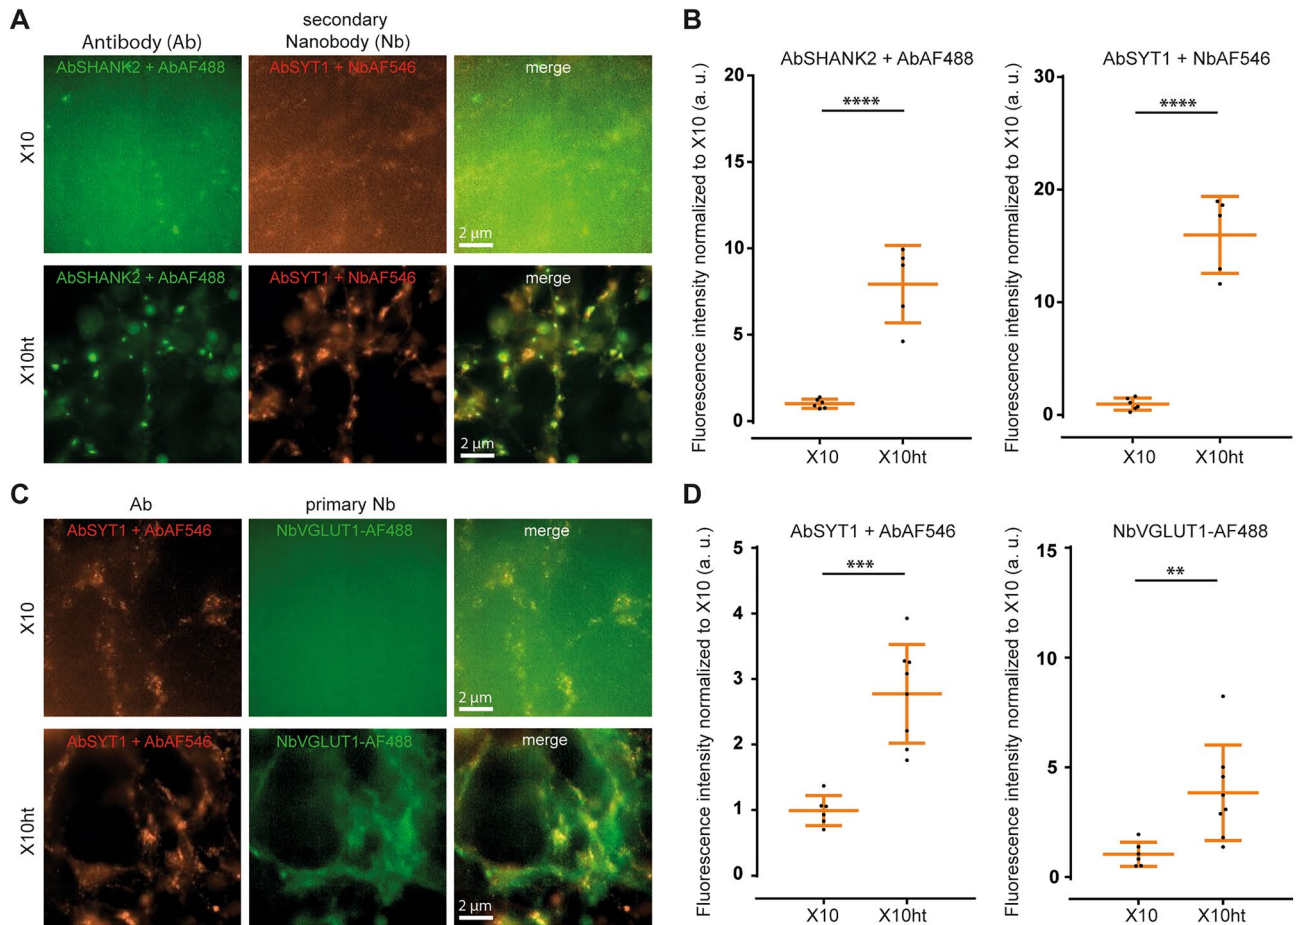 A
Antibody (Ab)
secondary
Nanobody (Nb)
X10
AbSHANK2 + AbAF488
AbSYT1 + NbAF546
merge
2 µm
X10ht
AbSHANK2 + AbAF488
AbSYT1 + NbAF546
merge
2 µm
B
AbSHANK2 + AbAF488
Fluorescence intensity normalized to X10 (a. u.)
20
15
10
5
0
****
X10
X10ht
AbSYT1 + NbAF546
Fluorescence intensity normalized to X10 (a. u.)
30
20
10
0
****
X10
X10ht
C
Ab
primary Nb
X10
AbSYT1 + AbAF546
NbVGLUT1-AF488
merge
2 µm
X10ht
AbSYT1 + AbAF546
NbVGLUT1-AF488
merge
2 µm
D
AbSYT1 + AbAF546
Fluorescence intensity normalized to X10 (a. u.)
5
4
3
2
1
0
***
X10
X10ht
NbVGLUT1-AF488
Fluorescence intensity normalized to X10 (a. u.)
15
10
5
0
**
X10
X10ht